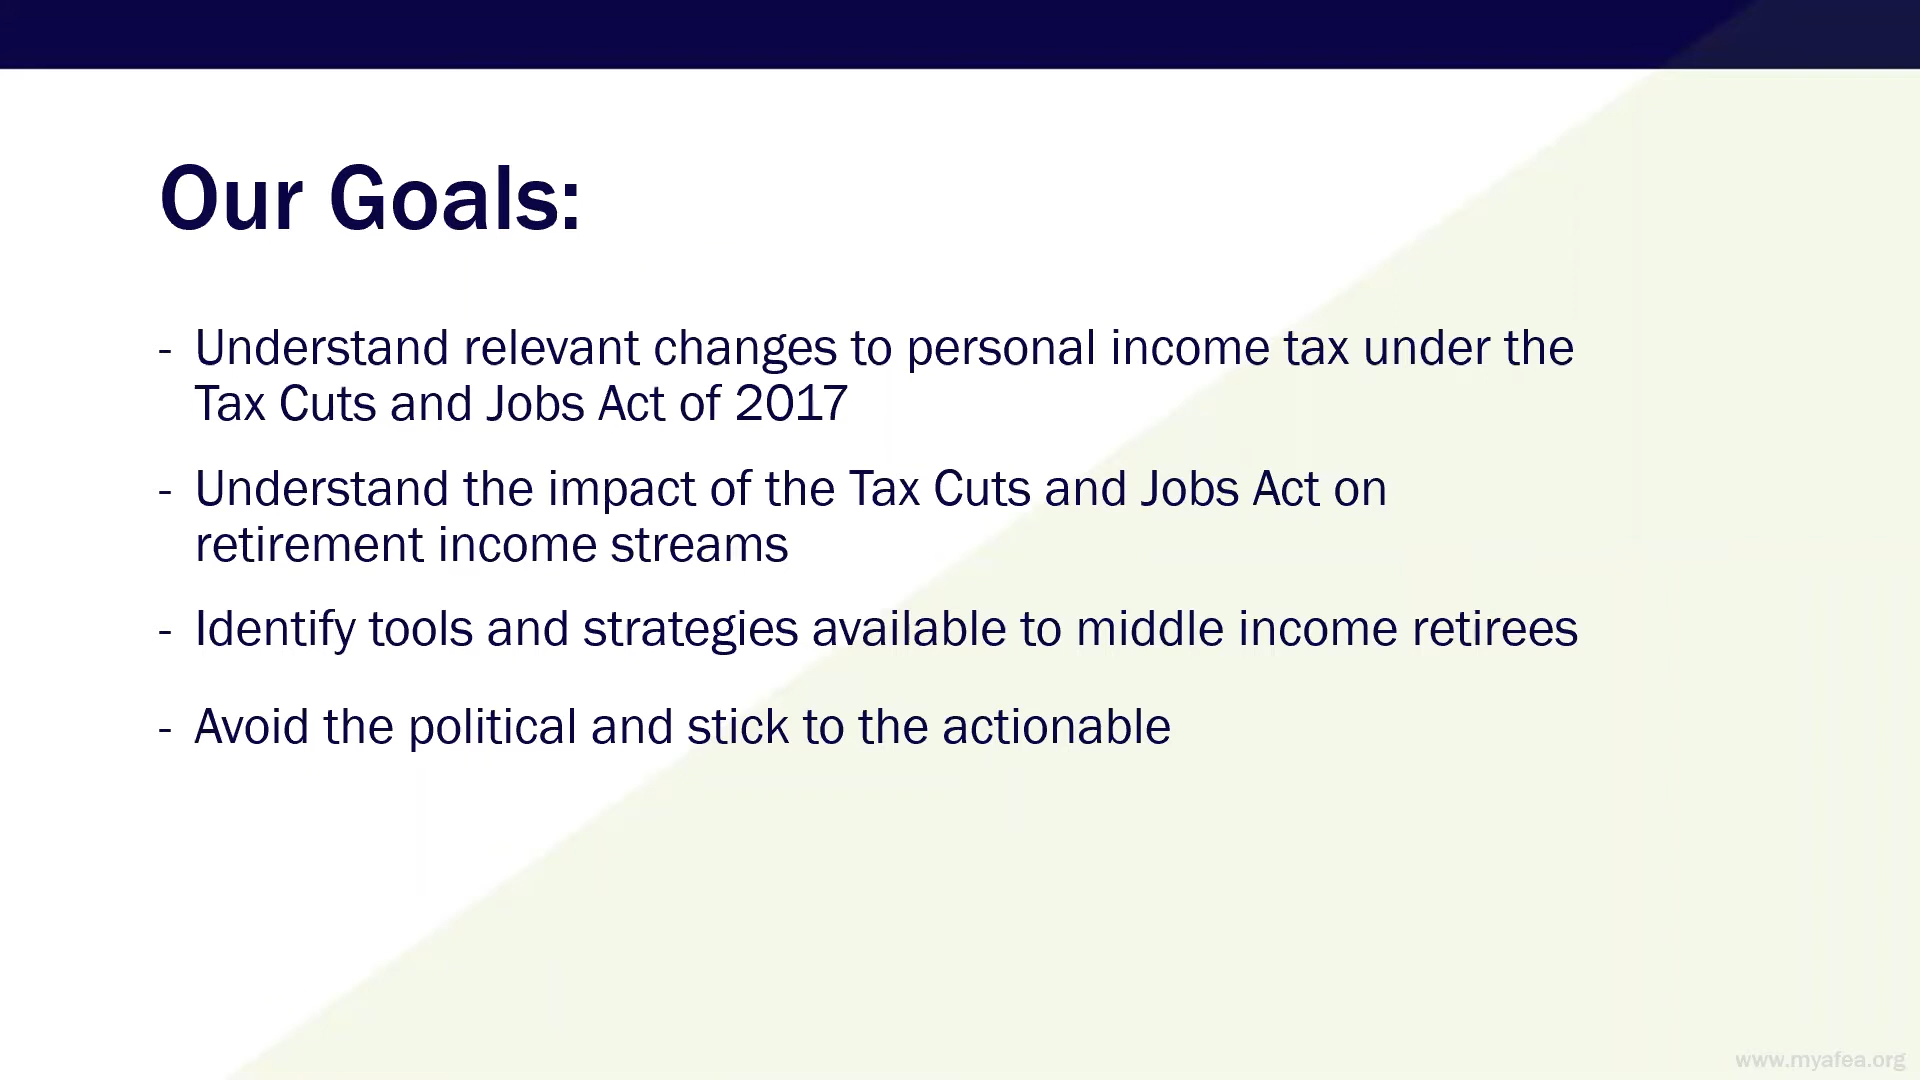 Our Goals:
- Understand relevant changes to personal income tax under the
Tax Cuts and Jobs Act of 2017
- Understand the impact of the Tax Cuts and Jobs Act on
retirement income streams
- Identify tools and strategies available to middle income retirees
- Avoid the political and stick to the actionable
www.myafea.org